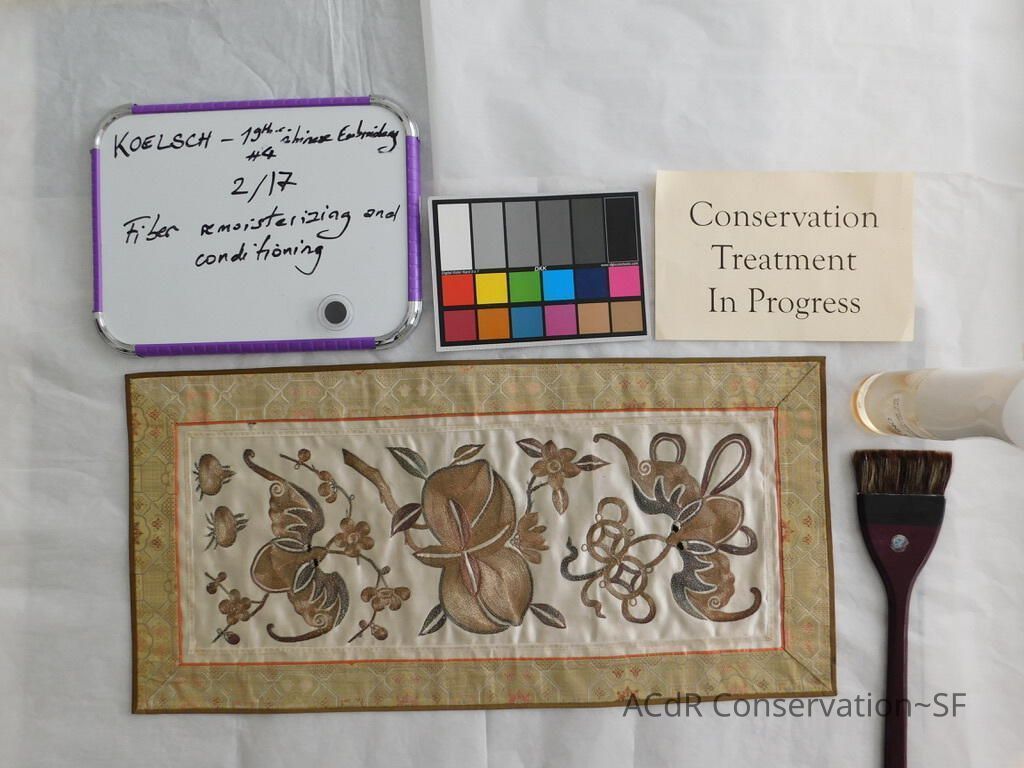 KOELSCH – 19th c. Chinese Embroidery
#4
2/17
Fiber remoisterizing and
conditioning
DKK
Conservation
Treatment
In Progress
ACdR Conservation~SF